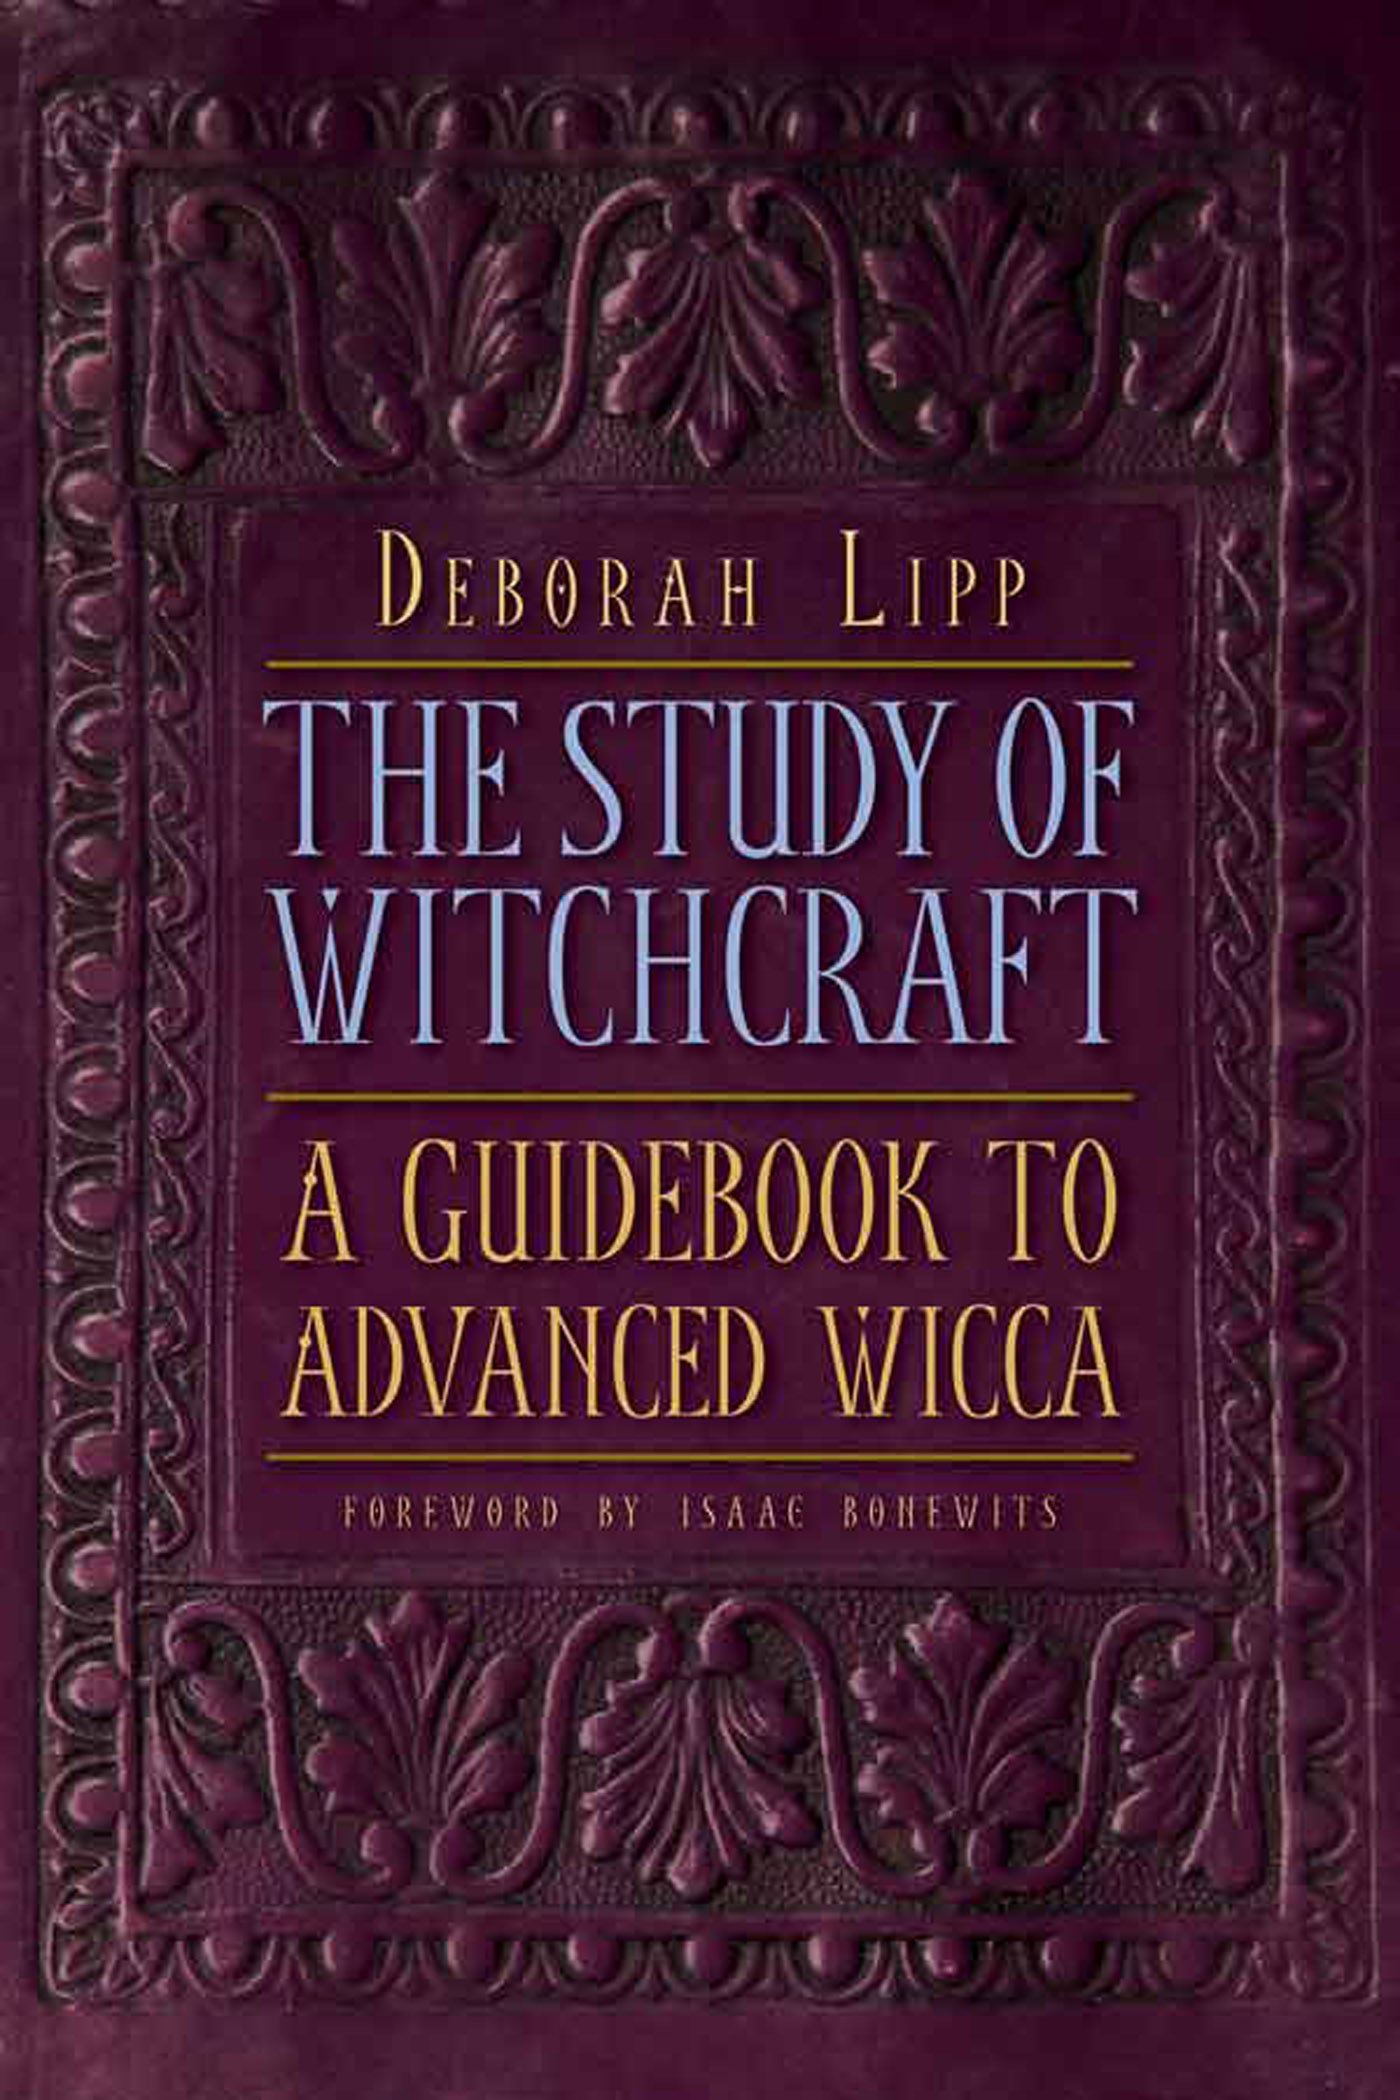 DEBORAH LIPP
THE STUDY OF
WITCHCRAFT
A GUIDEBOOK TO
ADVANCED WICCA
FOREWORD BY ISAAC BONEWITS